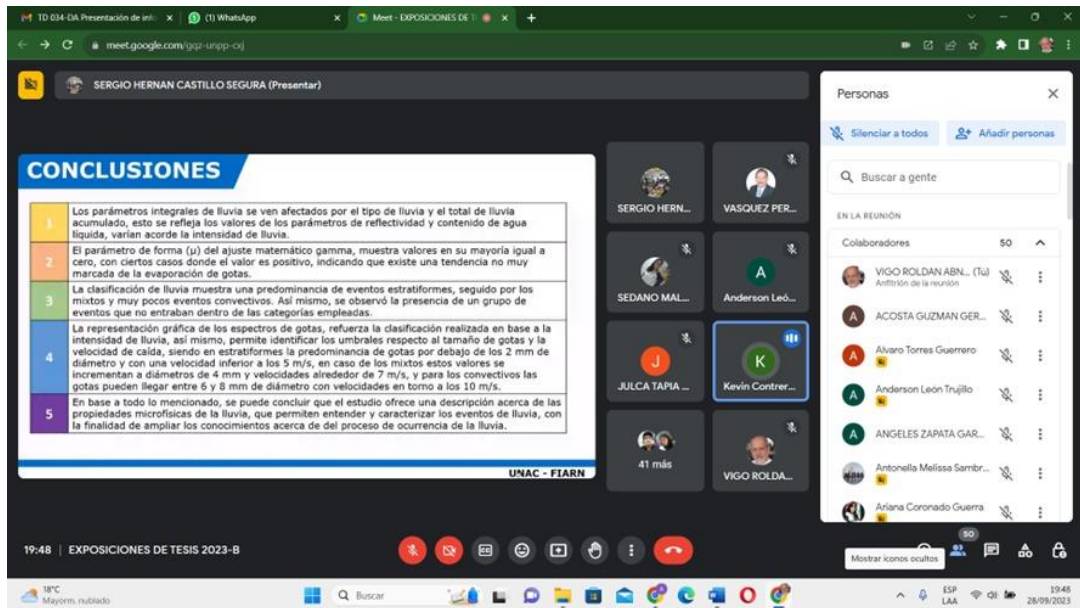 TD 034-DA Presentación de info
(1) WhatsApp
Meet - EXPOSICIONES DE T
meet.google.com/gqz-unpp-cxj
SERGIO HERNAN CASTILLO SEGURA (Presentar)
CONCLUSIONES
1
Los parámetros integrales de lluvia se ven afectados por el tipo de lluvia y el total de lluvia
acumulado, esto se refleja los valores de los parámetros de reflectividad y contenido de agua
líquida, varían acorde la intensidad de lluvia.
2
El parámetro de forma (μ) del ajuste matemático gamma, muestra valores en su mayoría igual a
cero, con ciertos casos donde el valor es positivo, indicando que existe una tendencia no muy
marcada de la evaporación de gotas.
3
La clasificación de lluvia muestra una predominancia de eventos estratiformes, seguido por los
mixtos y muy pocos eventos convectivos. Así mismo, se observó la presencia de un grupo de
eventos que no entraban dentro de las categorías empleadas.
4
La representación gráfica de los espectros de gotas, refuerza la clasificación realizada en base a la
intensidad de lluvia, así mismo, permite identificar los umbrales respecto al tamaño de gotas y la
velocidad de caída, siendo en estratiformes la predominancia de gotas por debajo de los 2 mm de
diámetro y con una velocidad inferior a los 5 m/s, en caso de los mixtos estos valores se
incrementan a diámetros de 4 mm y velocidades alrededor de 7 m/s, y para los convectivos las
gotas pueden llegar entre 6 y 8 mm de diámetro con velocidades en torno a los 10 m/s.
5
En base a todo lo mencionado, se puede concluir que el estudio ofrece una descripción acerca de las
propiedades microfísicas de la lluvia, que permiten entender y caracterizar los eventos de lluvia, con
la finalidad de ampliar los conocimientos acerca de del proceso de ocurrencia de la lluvia.
UNAC - FIARN
SERGIO HERN...
VASQUEZ PER...
SEDANO MAL...
A
Anderson Leó...
J
JULCA TAPIA ...
K
Kevin Contrer...
41 más
VIGO ROLDA...
Personas
Silenciar a todos
Añadir personas
Buscar a gente
EN LA REUNIÓN
Colaboradores 50
VIGO ROLDAN ABN... (Tú)
Anfitrión de la reunión
A
ACOSTA GUZMAN GER...
A
Alvaro Torres Guerrero
A
Anderson León Trujillo
A
ANGELES ZAPATA GAR...
Antonella Melissa Sambr...
Ariana Coronado Guerra
19:48 | EXPOSICIONES DE TESIS 2023-B
50
Mostrar iconos ocultos
18°C
Mayorm. nublado
Buscar
ESP
LAA
19:48
28/09/2023